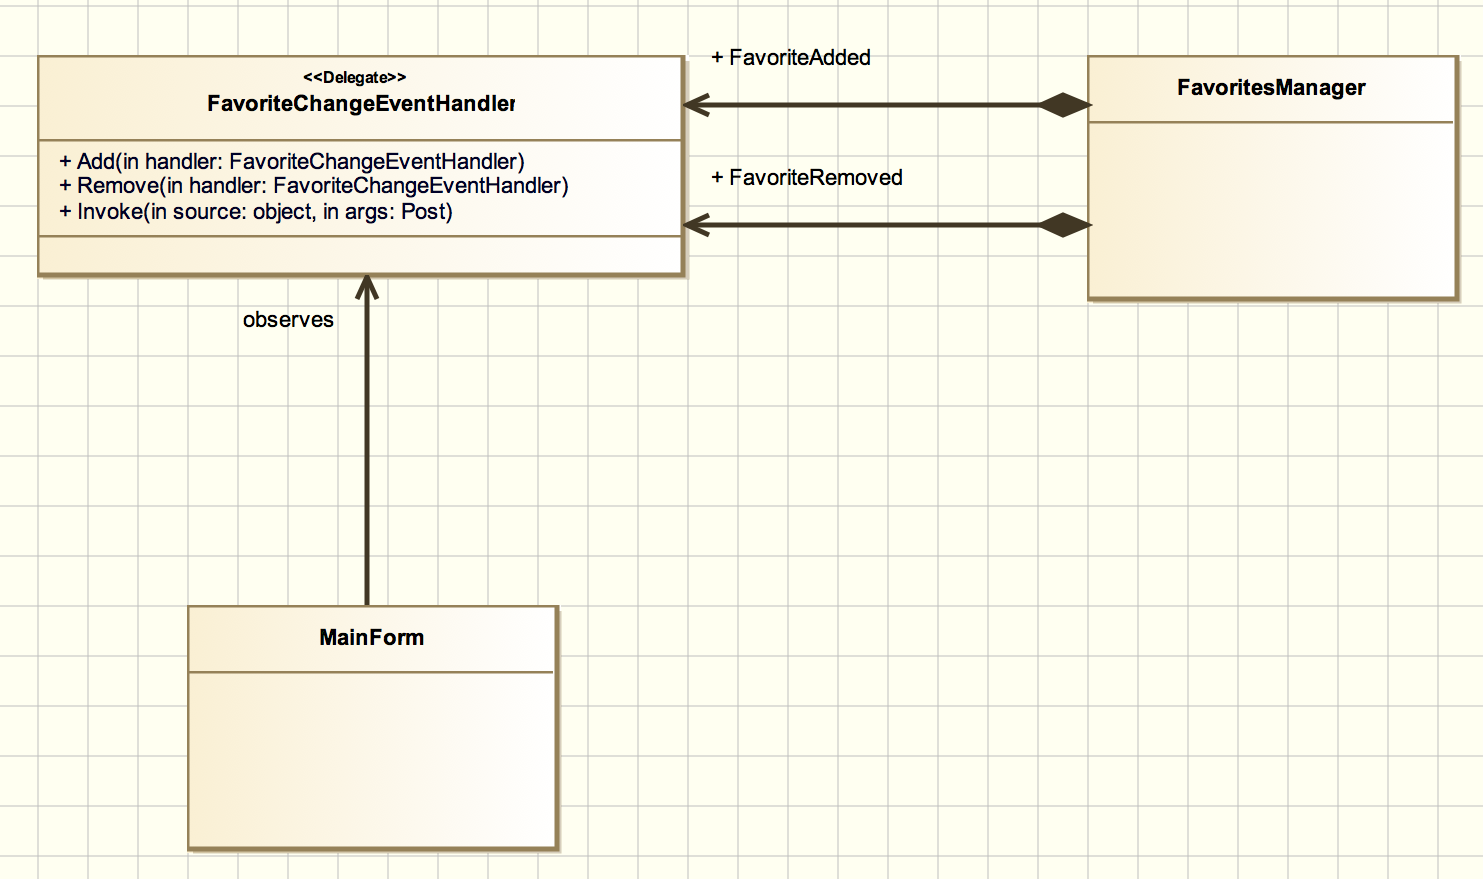 <<Delegate>>
FavoriteChangeEventHandler
+ Add(in handler: FavoriteChangeEventHandler)
+ Remove(in handler: FavoriteChangeEventHandler)
+ Invoke(in source: object, in args: Post)
+ FavoriteAdded
+ FavoriteRemoved
FavoritesManager
observes
MainForm